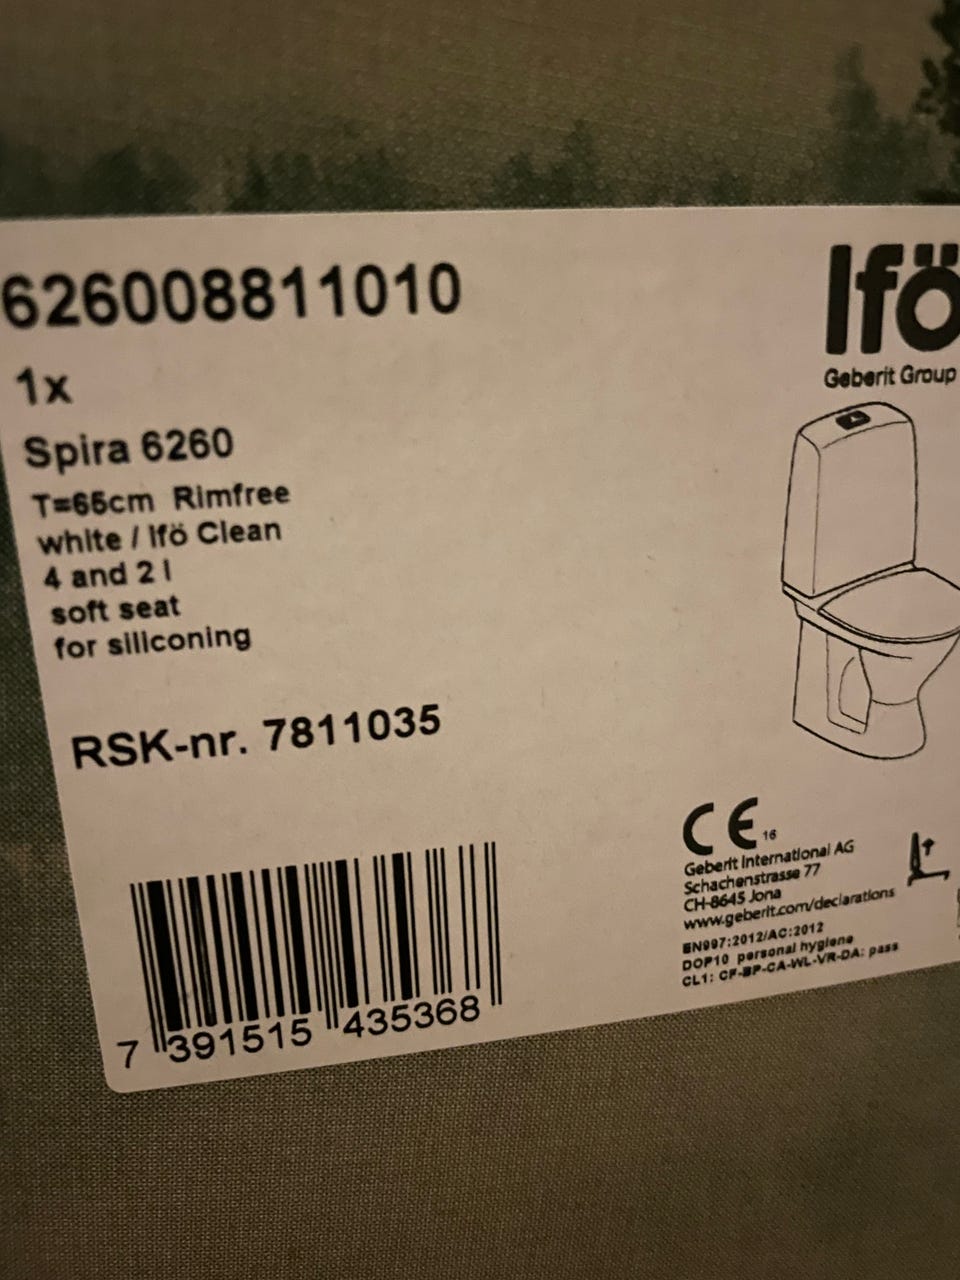 626008811010
1x
Spira 6260
T=65cm Rimfree
white / Ifö Clean
4 and 2 l
soft seat
for siliconing
RSK-nr. 7811035
7 391515 435368
Ifö
Geberit Group
CE 16
Geberit International AG
Schachenstrasse 77
CH-8645 Jona
www.geberit.com/declarations
EN997:2012/AC:2012
DOP10 personal hygiene
CL1: CF-BP-CA-WL-VR-DA: pass